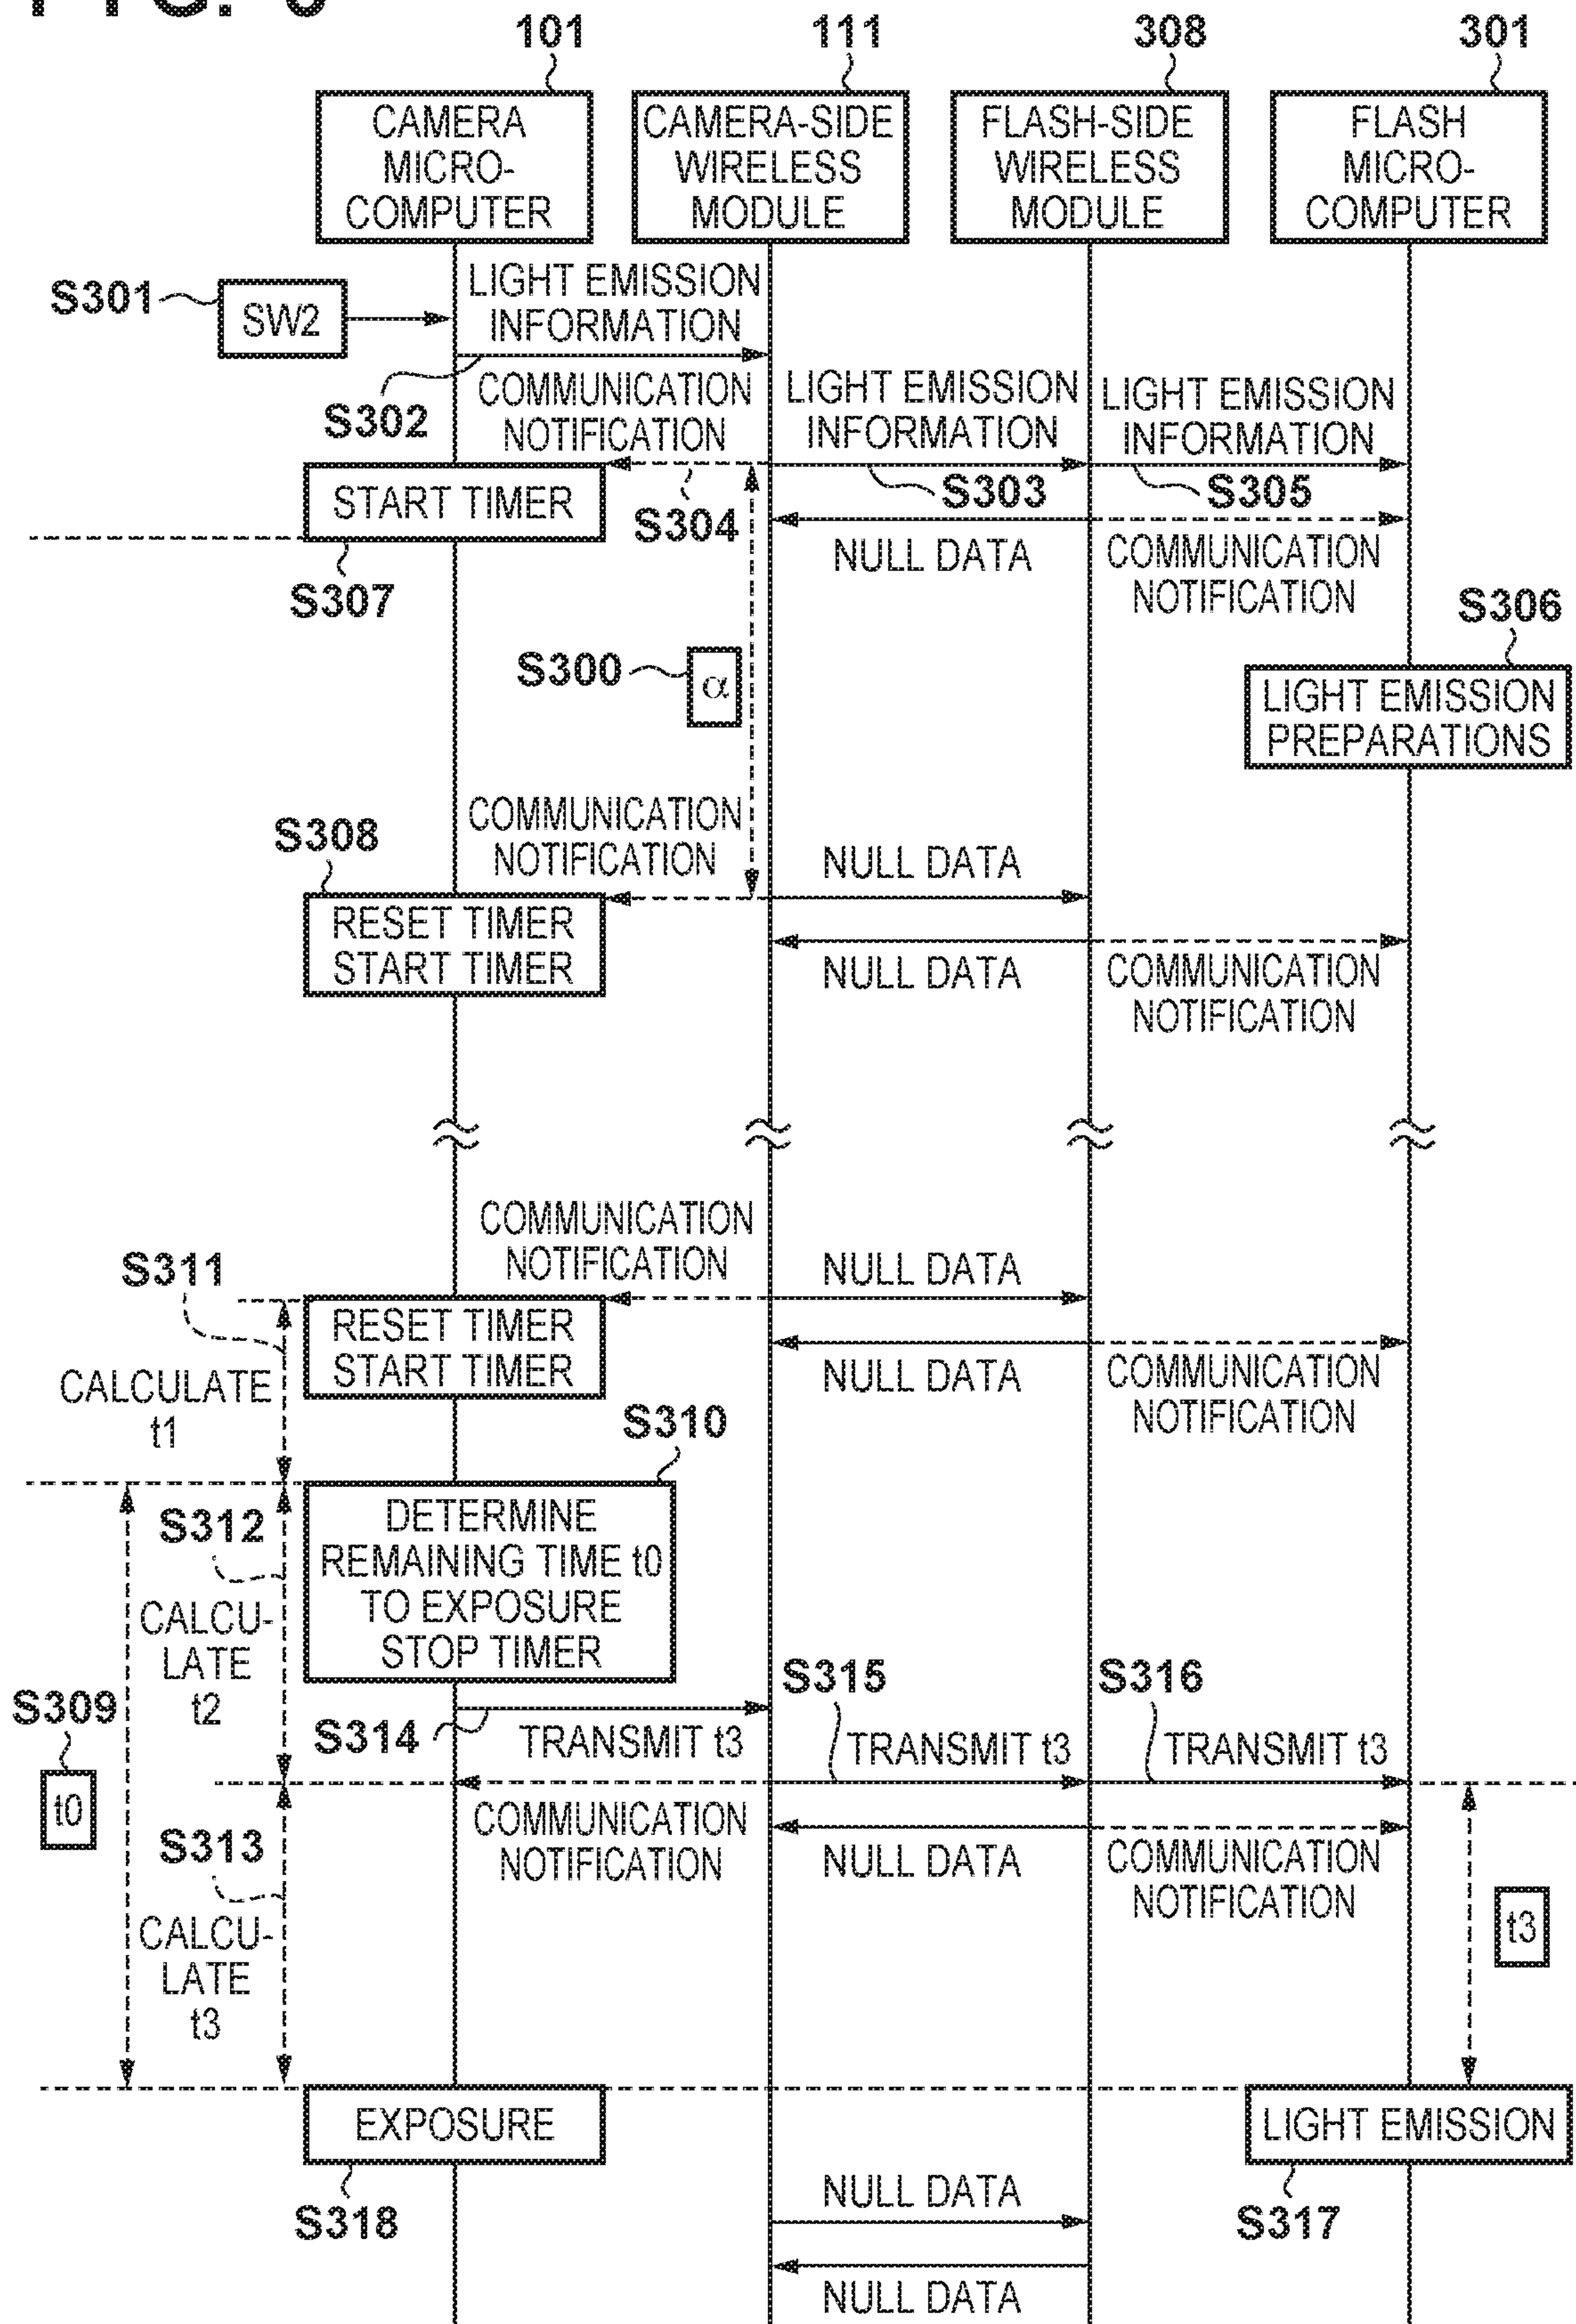 101
111
308
301
CAMERA
MICRO-
COMPUTER
CAMERA-SIDE
WIRELESS
MODULE
FLASH-SIDE
WIRELESS
MODULE
FLASH
MICRO-
COMPUTER
S301
SW2
LIGHT EMISSION
INFORMATION
S302
COMMUNICATION
NOTIFICATION
LIGHT EMISSION
INFORMATION
LIGHT EMISSION
INFORMATION
START TIMER
S304
S303
S305
NULL DATA
COMMUNICATION
NOTIFICATION
S307
S306
S300
α
LIGHT EMISSION
PREPARATIONS
COMMUNICATION
NOTIFICATION
S308
NULL DATA
RESET TIMER
START TIMER
NULL DATA
COMMUNICATION
NOTIFICATION
COMMUNICATION
NOTIFICATION
S311
NULL DATA
RESET TIMER
START TIMER
NULL DATA
COMMUNICATION
NOTIFICATION
CALCULATE
t1
S310
S312
DETERMINE
REMAINING TIME t0
TO EXPOSURE
STOP TIMER
CALCU-
LATE
t2
S309
t0
S315
S316
S314
TRANSMIT t3
TRANSMIT t3
TRANSMIT t3
COMMUNICATION
NOTIFICATION
NULL DATA
COMMUNICATION
NOTIFICATION
S313
CALCU-
LATE
t3
t3
EXPOSURE
LIGHT EMISSION
S318
S317
NULL DATA
NULL DATA